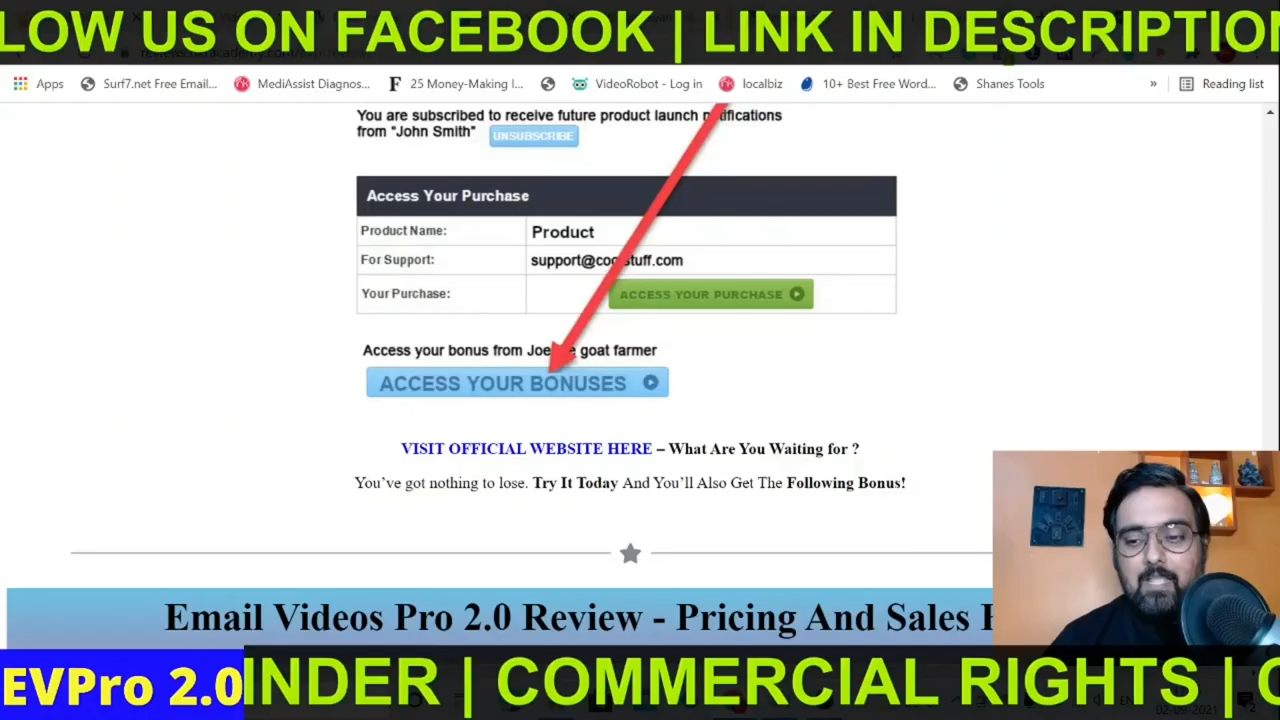 LOW US ON FACEBOOK | LINK IN DESCRIPTIO
Apps Surf7.net Free Email... MediAssist Diagnos... 25 Money-Making I... VideoRobot - Log in localbiz 10+ Best Free Word... Shanes Tools » Reading list
You are subscribed to receive future product launch notifications
from "John Smith" UNSUBSCRIBE
Access Your Purchase
Product Name: Product
For Support: support@coolstuff.com
Your Purchase: ACCESS YOUR PURCHASE
Access your bonus from Joe the goat farmer
ACCESS YOUR BONUSES
VISIT OFFICIAL WEBSITE HERE – What Are You Waiting for ?
You've got nothing to lose. Try It Today And You'll Also Get The Following Bonus!
Email Videos Pro 2.0 Review - Pricing And Sales
EVPro 2.0 INDER | COMMERCIAL RIGHTS |